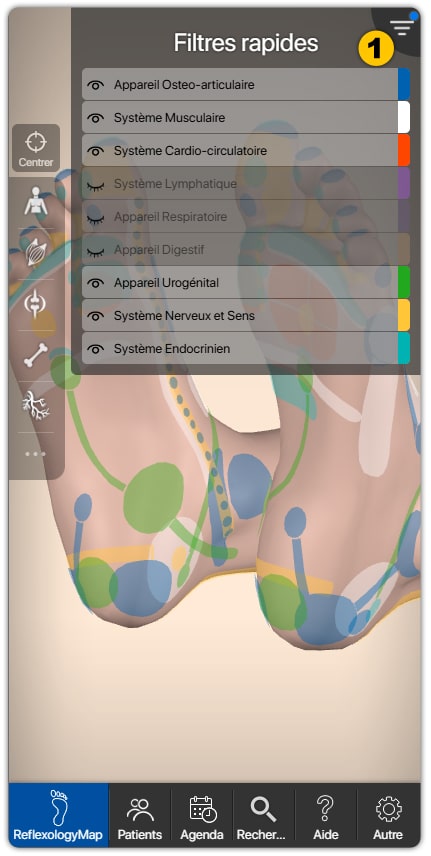 Filtres rapides
1
Appareil Osteo-articulaire
Système Musculaire
Système Cardio-circulatoire
Centrer
Système Lymphatique
Appareil Respiratoire
Appareil Digestif
Appareil Urogénital
Système Nerveux et Sens
Système Endocrinien
ReflexologyMap
Patients
Agenda
Recher...
Aide
Autre